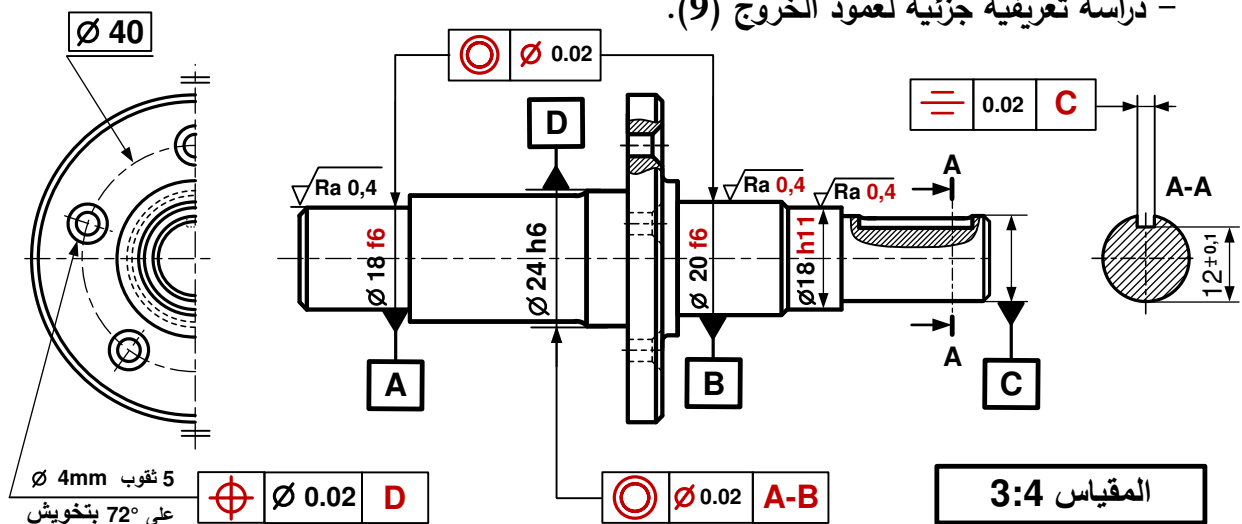 – دراسة تعريفية جزئية لعمود الخروج (9).
Ø 40
Ø 0.02
D
0.02 C
A
A-A
Ra 0,4
Ra 0,4
Ra 0,4
Ø 18 f6
Ø 24 h6
Ø 20 f6
Ø18 h11
12±0,1
A
A
B
C
5 ثقوب Ø 4mm
على 72° بتخويش
Ø 0.02 D
Ø 0.02 A-B
المقياس 3:4